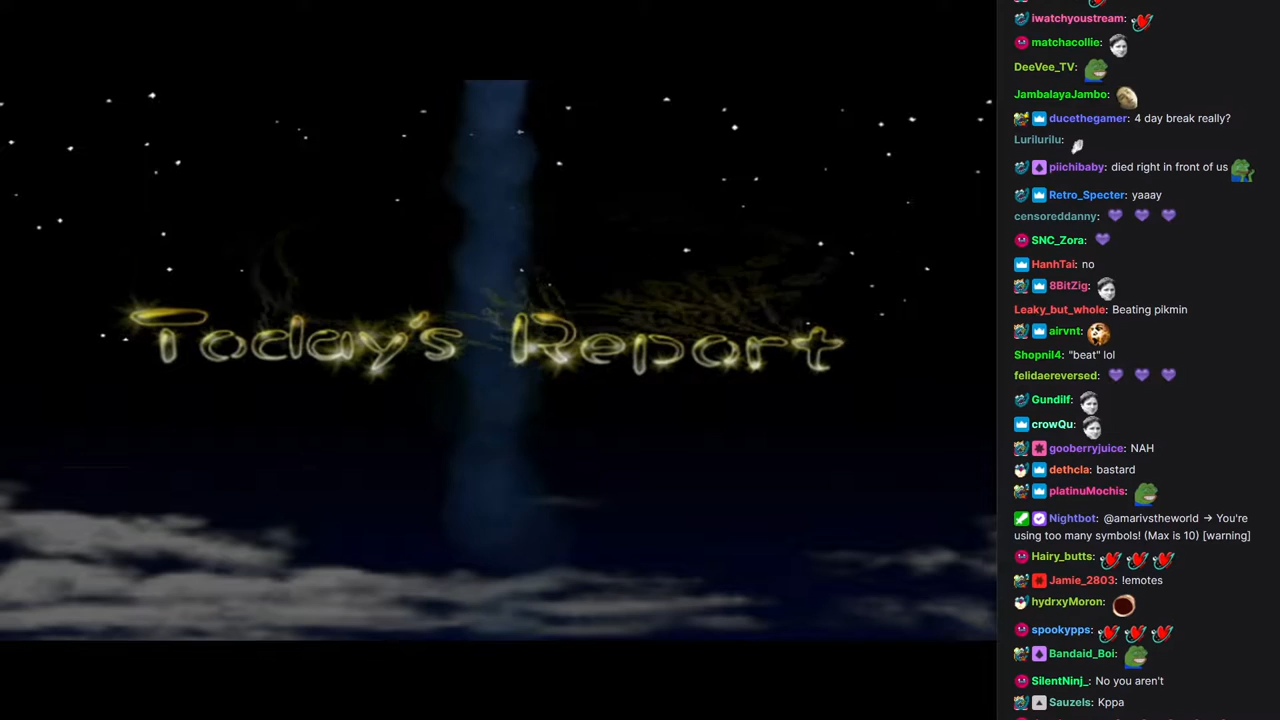 Today's Report
iwatchyoustream:
matchacollie:
DeeVee_TV:
JambalayaJambo:
ducethegamer: 4 day break really?
Lurilurilu:
piichibaby: died right in front of us
Retro_Specter: yaaay
censoreddanny:
SNC_Zora:
HanhTai: no
8BitZig:
Leaky_but_whole: Beating pikmin
airvnt:
Shopnil4: "beat" lol
felidaereversed:
Gundilf:
crowQu:
gooberryjuice: NAH
dethcla: bastard
platinuMochis:
Nightbot: @amarivstheworld → You're
using too many symbols! (Max is 10) [warning]
Hairy_butts:
Jamie_2803: !emotes
hydrxyMoron:
spookypps:
Bandaid_Boi:
SilentNinj_: No you aren't
Sauzels: Kppa